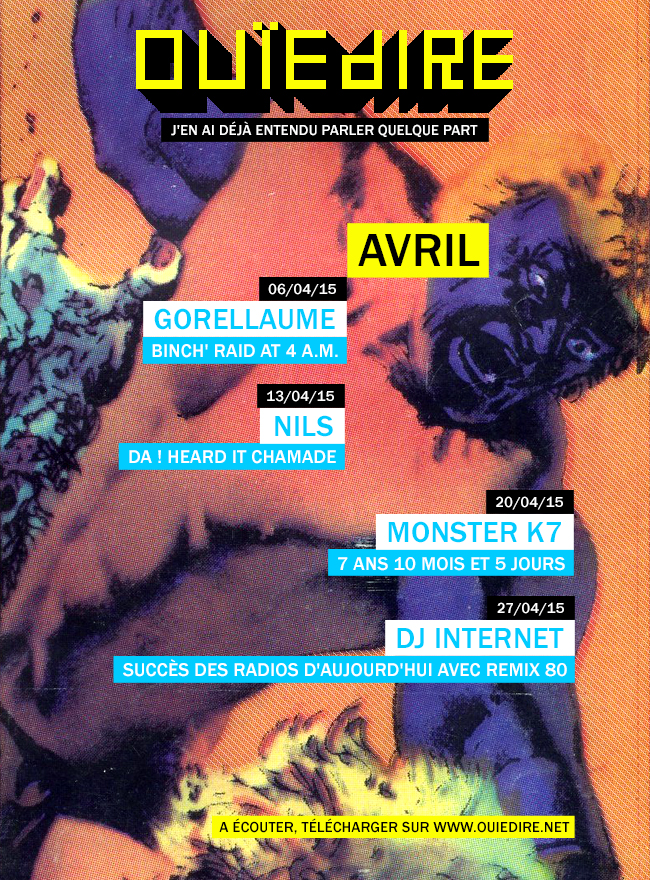 OUÏEDIRE
J'EN AI DÉJÀ ENTENDU PARLER QUELQUE PART
AVRIL
06/04/15
GORELLAUME
BINCH' RAID AT 4 A.M.
13/04/15
NILS
DA ! HEARD IT CHAMADE
20/04/15
MONSTER K7
7 ANS 10 MOIS ET 5 JOURS
27/04/15
DJ INTERNET
SUCCÈS DES RADIOS D'AUJOURD'HUI AVEC REMIX 80
A ÉCOUTER, TÉLÉCHARGER SUR WWW.OUIEDIRE.NET